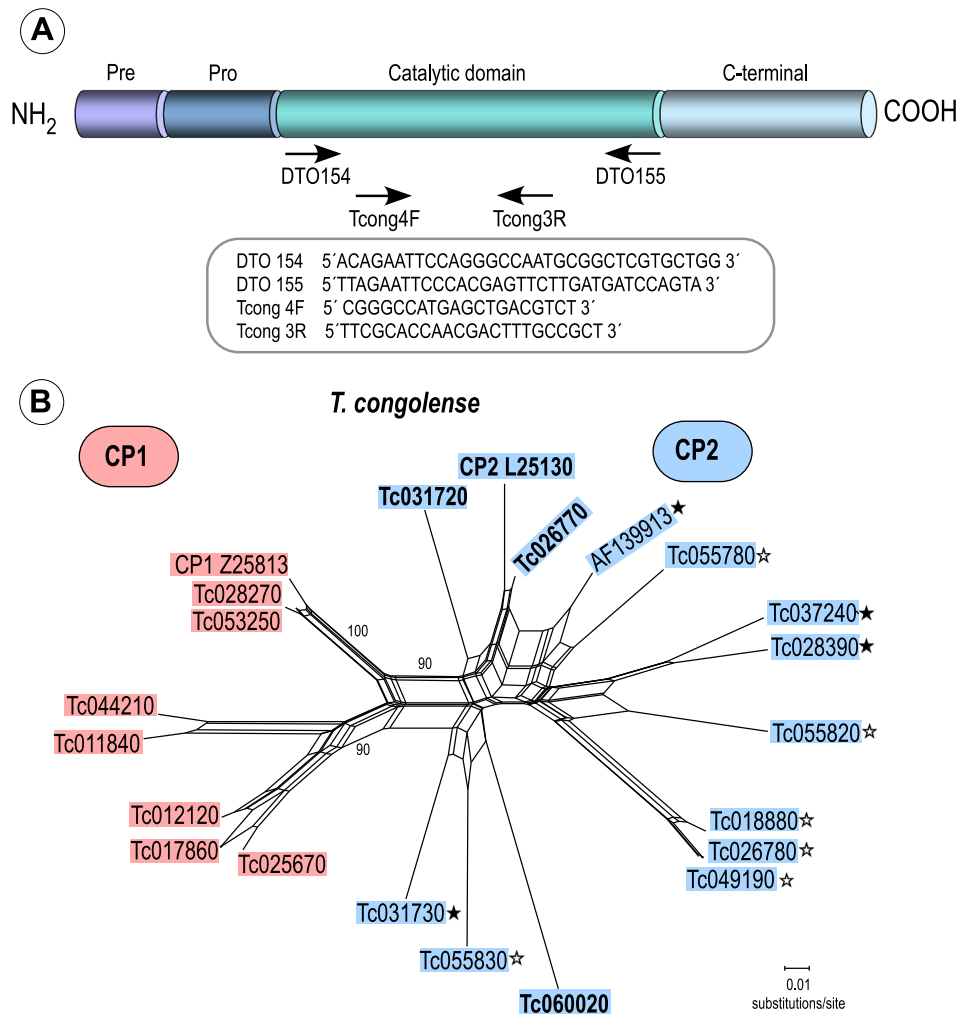 A
Pre Pro Catalytic domain C-terminal
NH2 COOH
DTO154 DTO155
Tcong4F Tcong3R
DTO 154 5´ACAGAATTCCAGGGCCAATGCGGCTCGTGCTGG 3´
DTO 155 5´TTAGAATTCCCACGAGTTCTTGATGATCCAGTA 3´
Tcong 4F 5´ CGGGCCATGAGCTGACGTCT 3´
Tcong 3R 5´TTCGCACCAACGACTTTGCCGCT 3´
B
T. congolense
CP1
CP2
CP2 L25130
Tc031720
Tc026770
AF139913★
Tc055780☆
CP1 Z25813
Tc028270
Tc053250
100
90
Tc037240★
Tc028390★
Tc044210
Tc011840
90
Tc055820☆
Tc012120
Tc017860
Tc025670
Tc018880☆
Tc026780☆
Tc049190☆
Tc031730★
Tc055830☆
Tc060020
0.01
substitutions/site